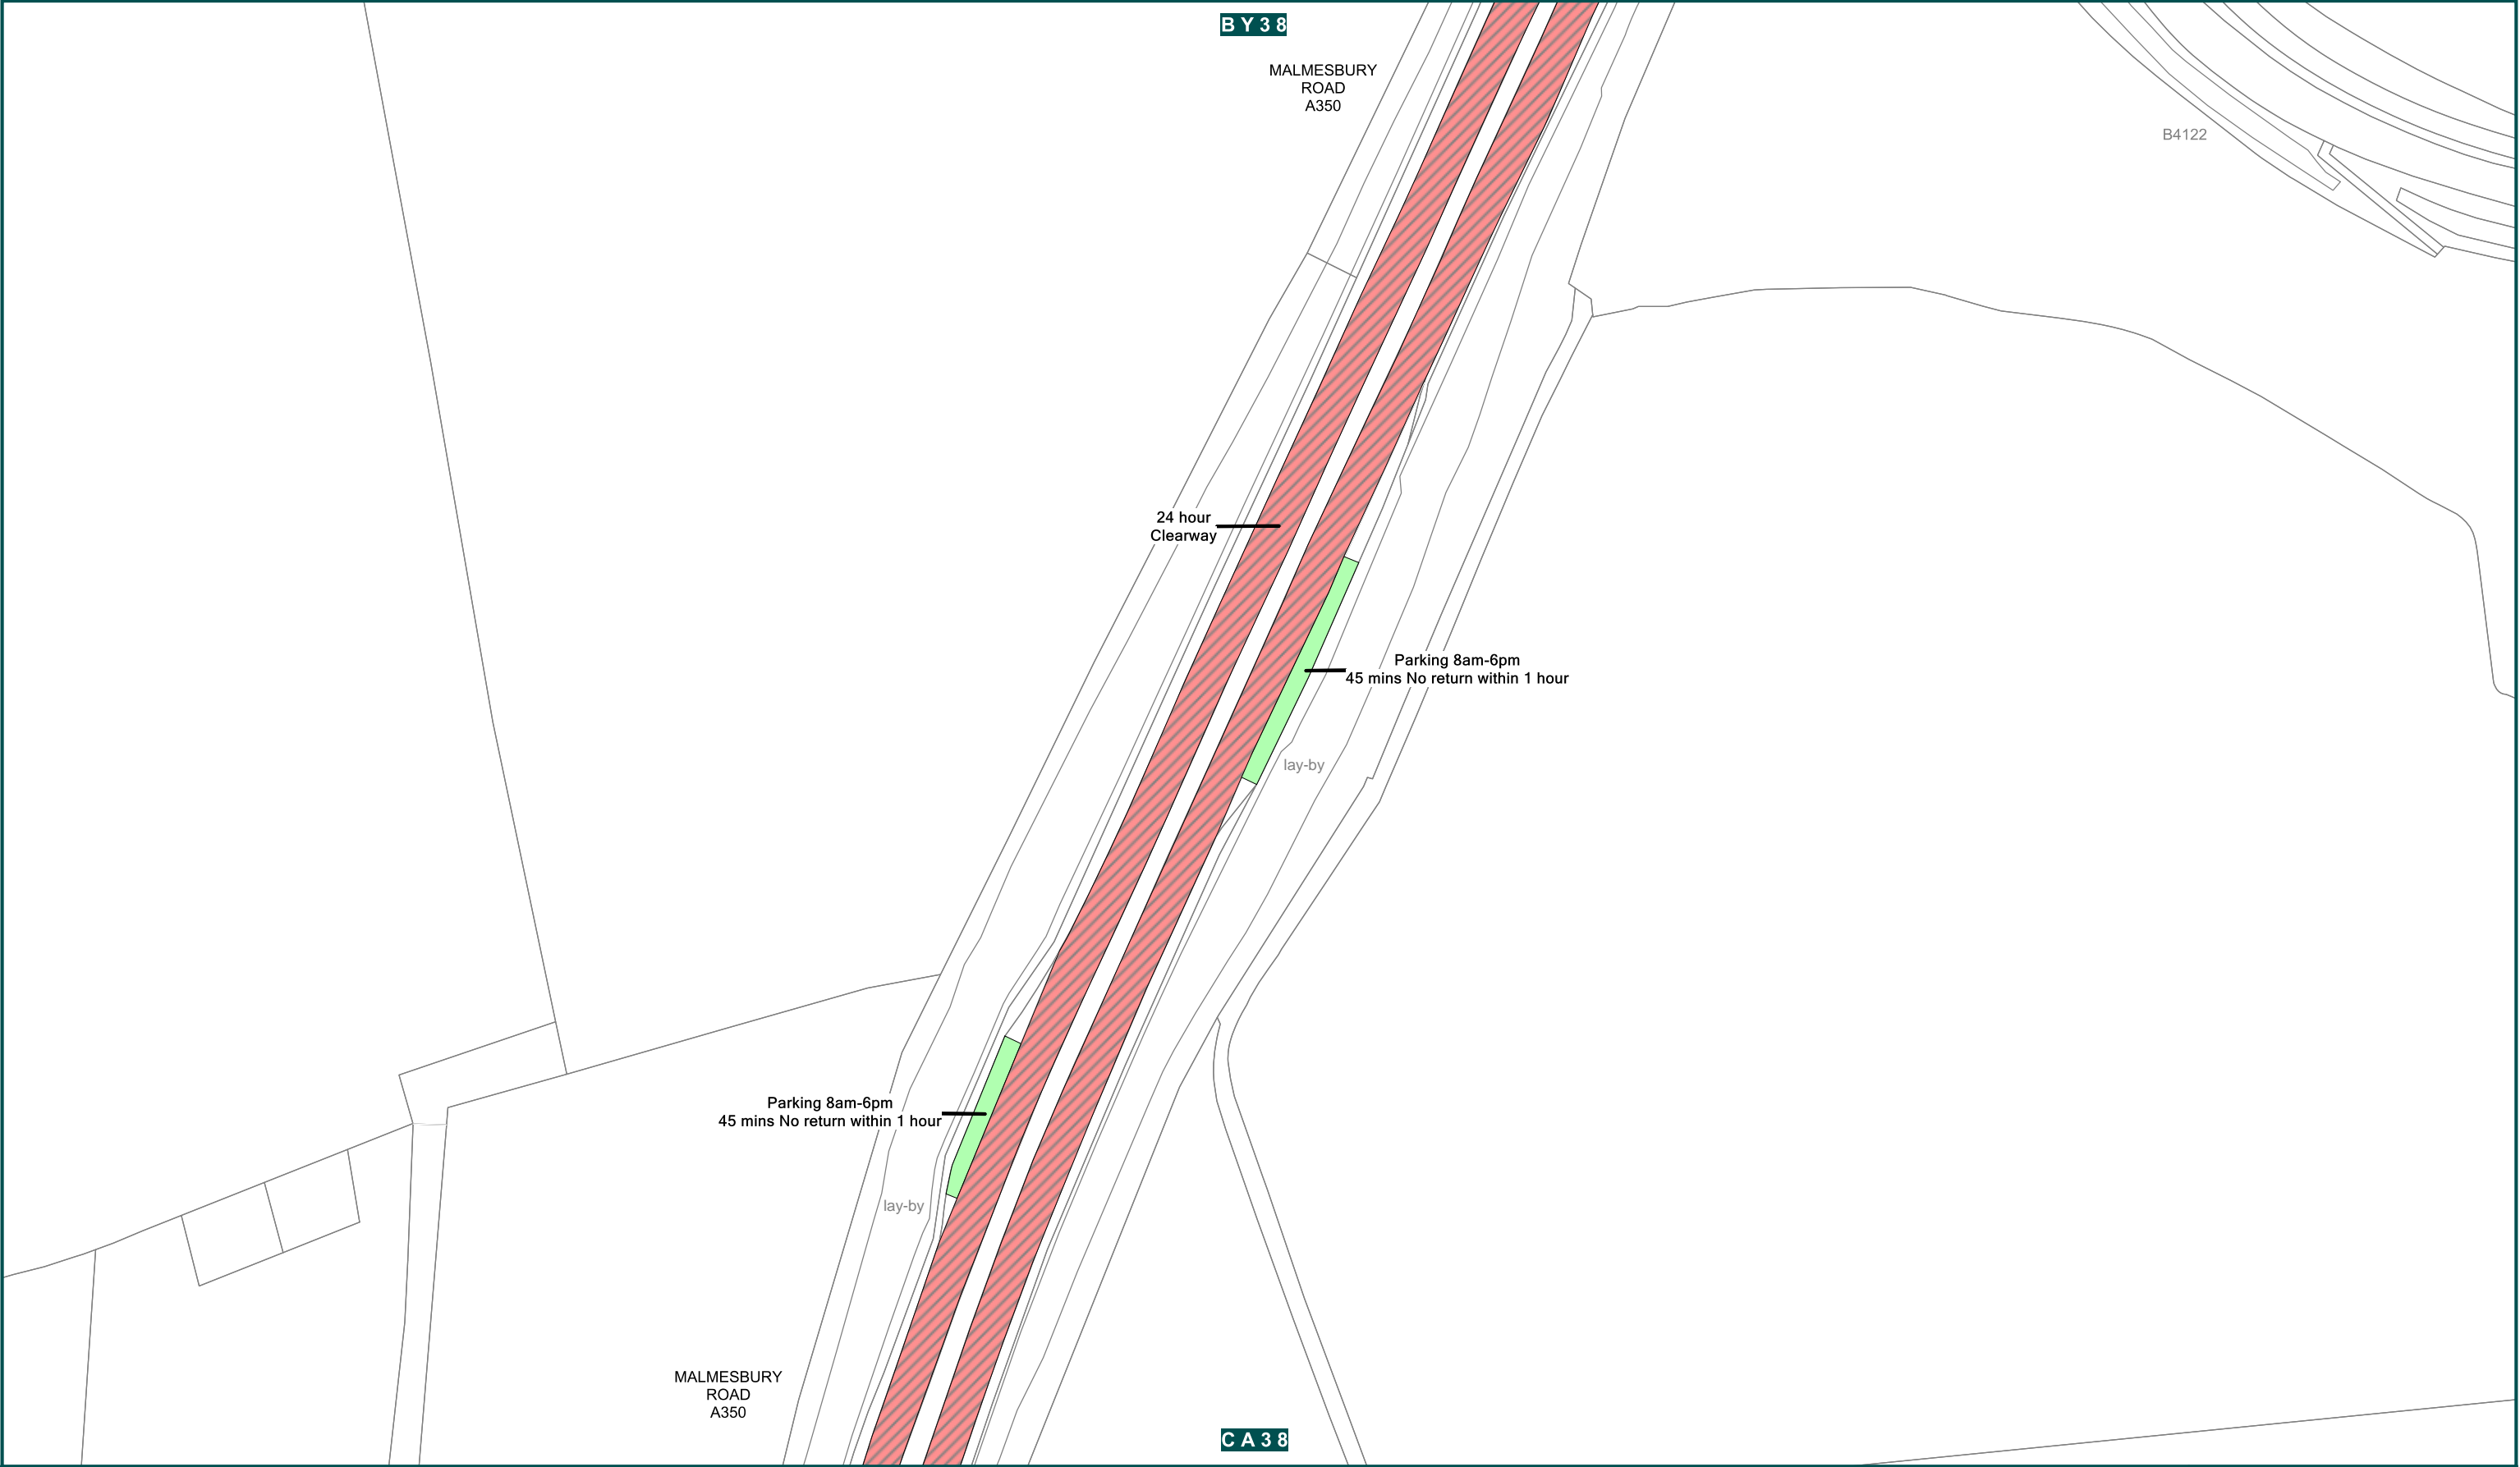 BY38
MALMESBURY
ROAD
A350
B4122
24 hour
Clearway
Parking 8am-6pm
45 mins No return within 1 hour
lay-by
Parking 8am-6pm
45 mins No return within 1 hour
lay-by
MALMESBURY
ROAD
A350
CA38